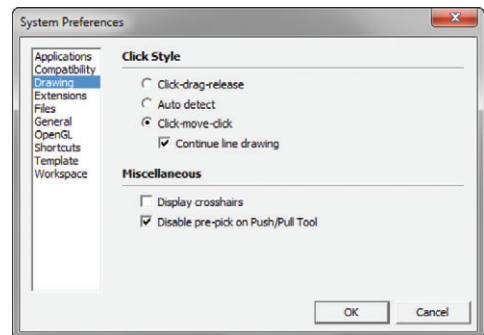 System Preferences
Applications
Compatibility
Drawing
Extensions
Files
General
OpenGL
Shortcuts
Template
Workspace
Click Style
Click-drag-release
Auto detect
Click-move-click
Continue line drawing
Miscellaneous
Display crosshairs
Disable pre-pick on Push/Pull Tool
OK
Cancel